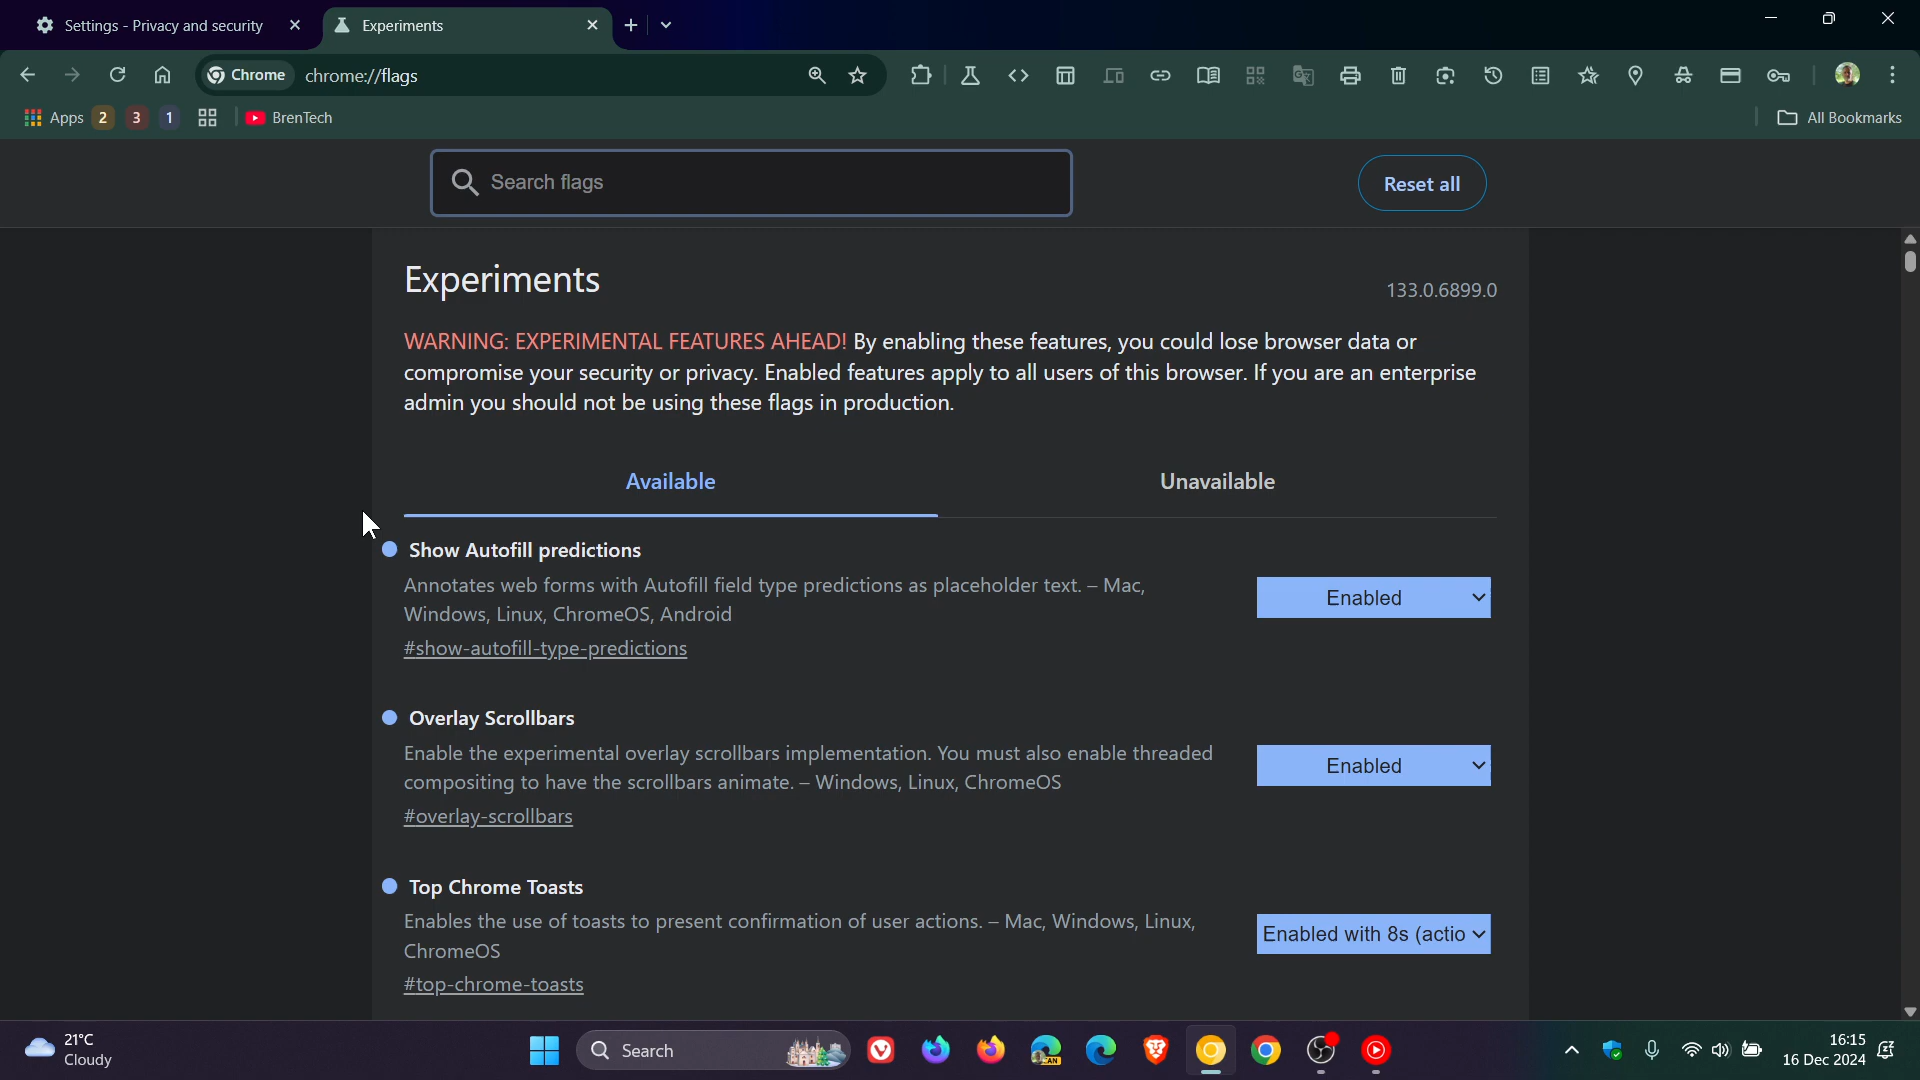 Settings - Privacy and security
Experiments
Chrome
chrome://flags
Apps
2
3
1
BrenTech
All Bookmarks
Search flags
Reset all
Experiments
133.0.6899.0
WARNING: EXPERIMENTAL FEATURES AHEAD! By enabling these features, you could lose browser data or
compromise your security or privacy. Enabled features apply to all users of this browser. If you are an enterprise
admin you should not be using these flags in production.
Available
Unavailable
Show Autofill predictions
Annotates web forms with Autofill field type predictions as placeholder text. – Mac,
Windows, Linux, ChromeOS, Android
#show-autofill-type-predictions
Enabled
Overlay Scrollbars
Enable the experimental overlay scrollbars implementation. You must also enable threaded
compositing to have the scrollbars animate. – Windows, Linux, ChromeOS
#overlay-scrollbars
Enabled
Top Chrome Toasts
Enables the use of toasts to present confirmation of user actions. – Mac, Windows, Linux,
ChromeOS
#top-chrome-toasts
Enabled with 8s (actio
21°C
Cloudy
Search
CAN
16:15
16 Dec 2024